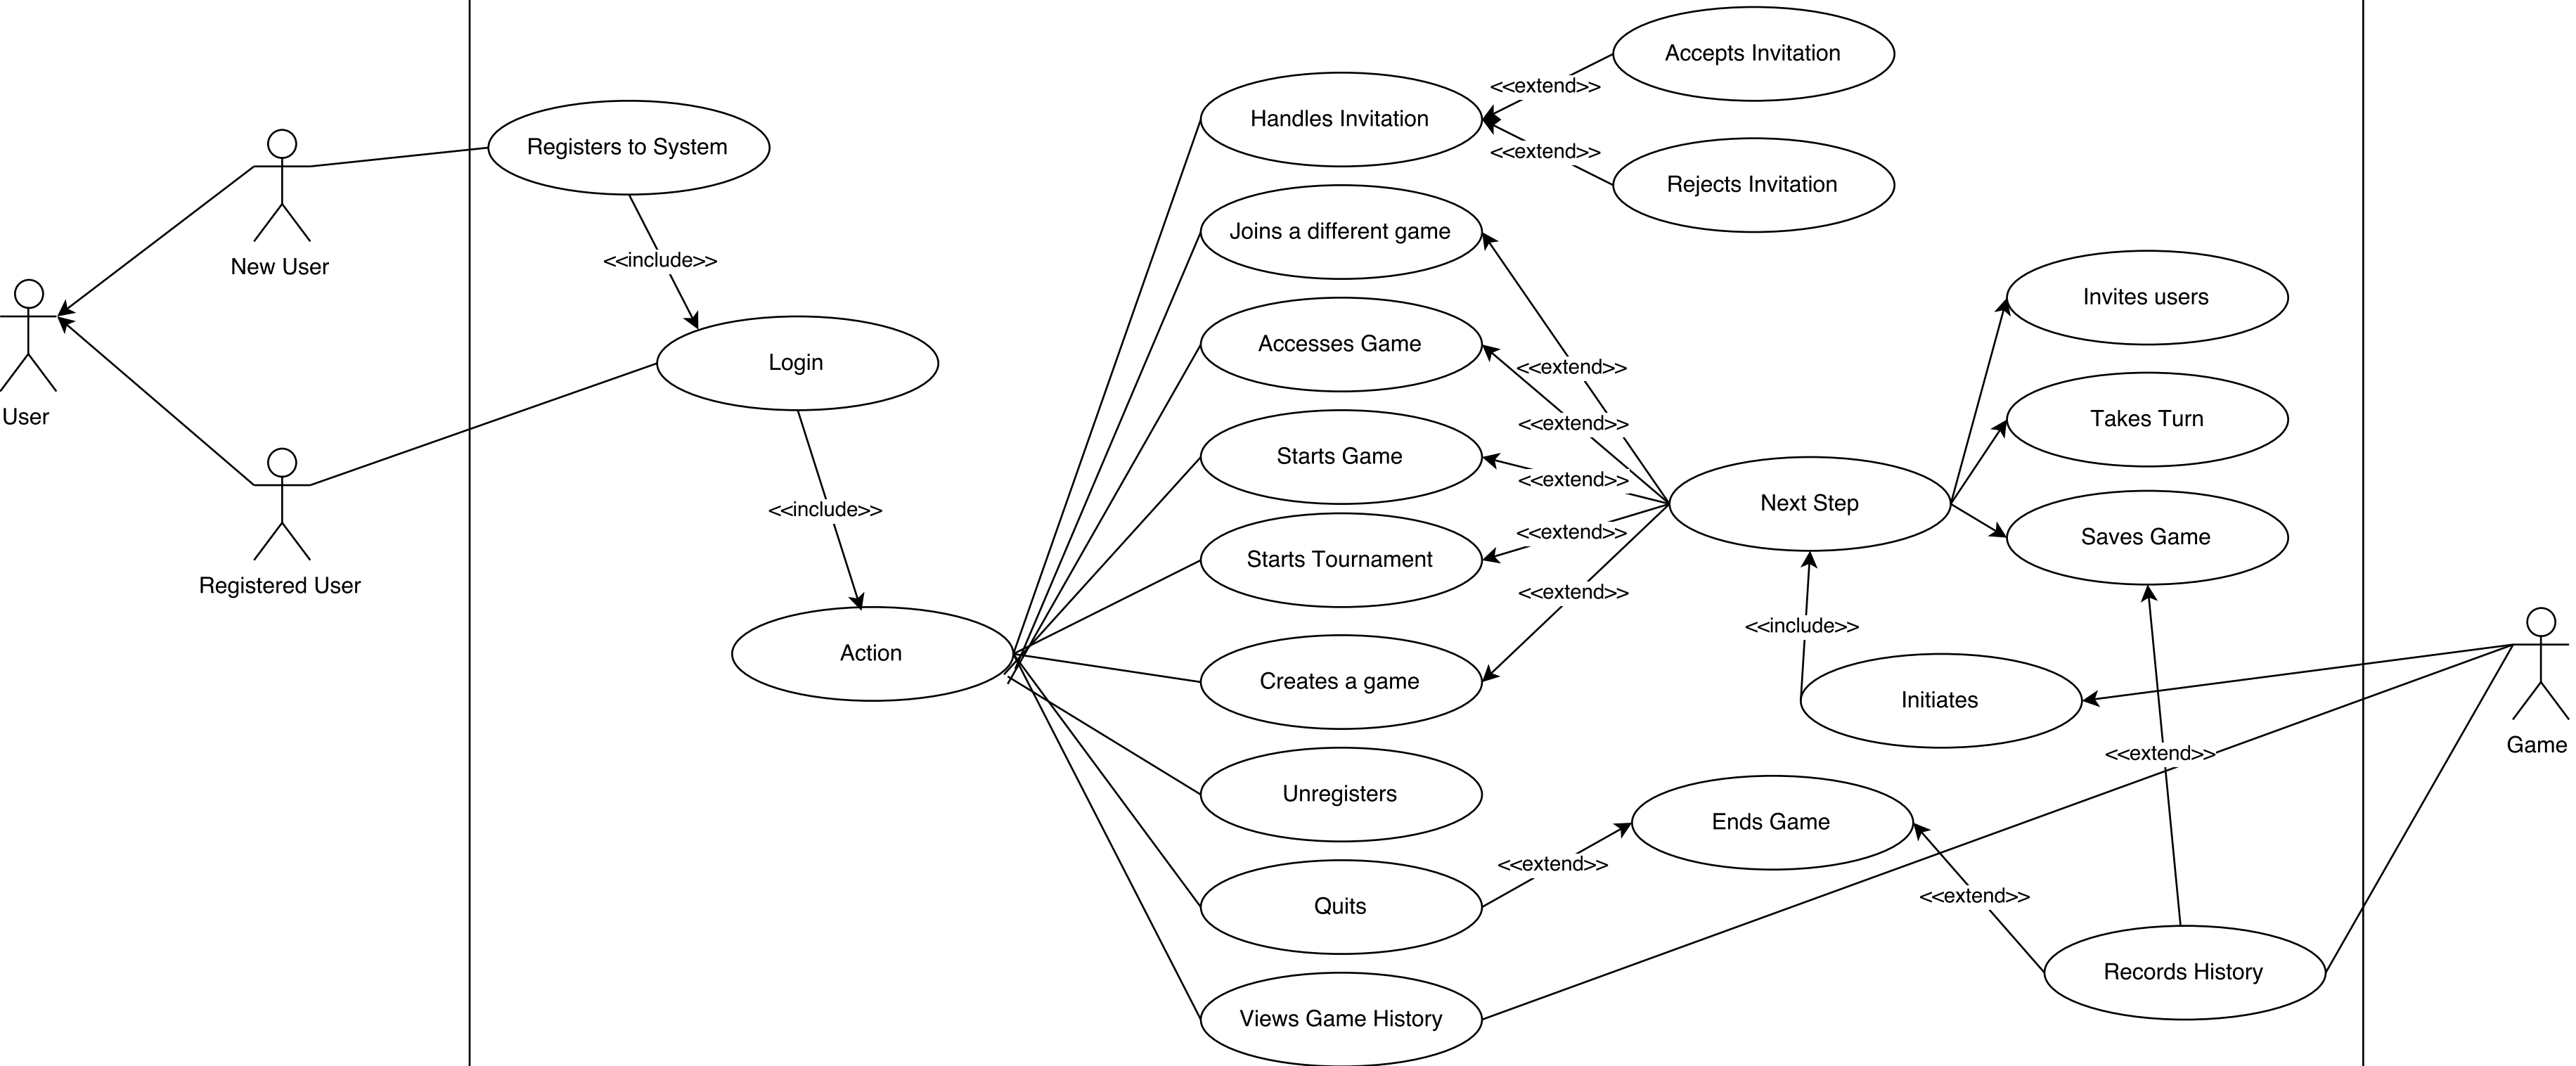 Accepts Invitation
<<extend>>
Handles Invitation
Registers to System
<<extend>>
Rejects Invitation
Joins a different game
<<include>>
New User
Invites users
Accesses Game
Login
<<extend>>
User
Takes Turn
<<extend>>
Starts Game
<<extend>>
Next Step
<<include>>
<<extend>>
Saves Game
Starts Tournament
Registered User
<<extend>>
<<include>>
Action
Creates a game
Initiates
Game
<<extend>>
Unregisters
Ends Game
<<extend>>
<<extend>>
Quits
Records History
Views Game History